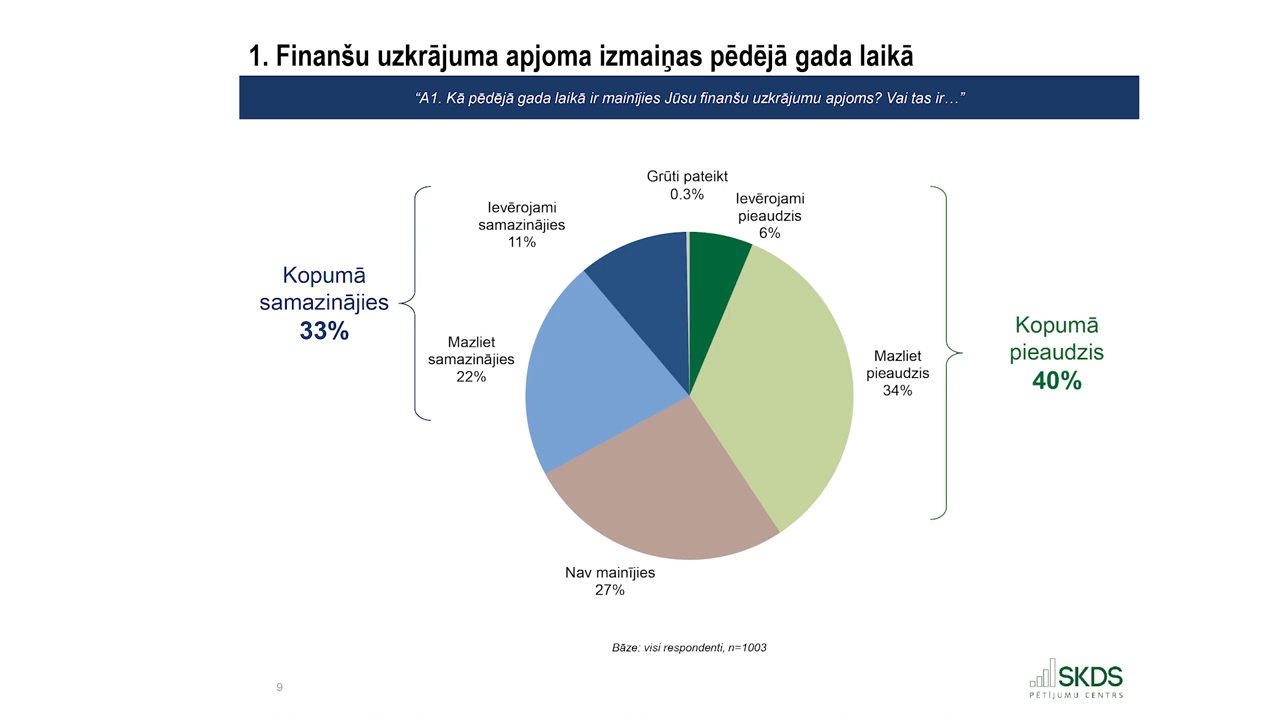 1. Finanšu uzkrājuma apjoma izmaiņas pēdējā gada laikā
“A1. Kā pēdējā gada laikā ir mainījies Jūsu finanšu uzkrājumu apjoms? Vai tas ir…”
Grūti pateikt
0.3%
Ievērojami
pieaudzis
6%
Ievērojami
samazinājies
11%
Kopumā
samazinājies
33%
Mazliet
samazinājies
22%
Mazliet
pieaudzis
34%
Kopumā
pieaudzis
40%
Nav mainījies
27%
Bāze: visi respondenti, n=1003
9
SKDS
PĒTĪJUMU CENTRS